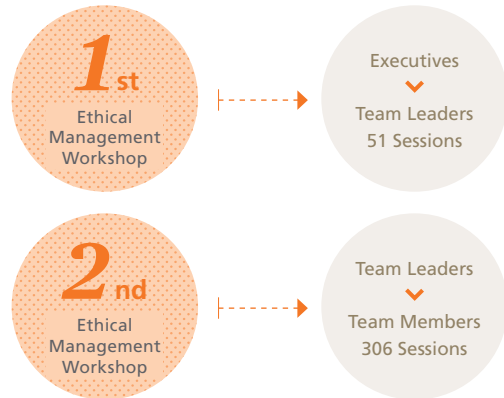 1st
Ethical
Management
Workshop
Executives
Team Leaders
51 Sessions
2nd
Ethical
Management
Workshop
Team Leaders
Team Members
306 Sessions